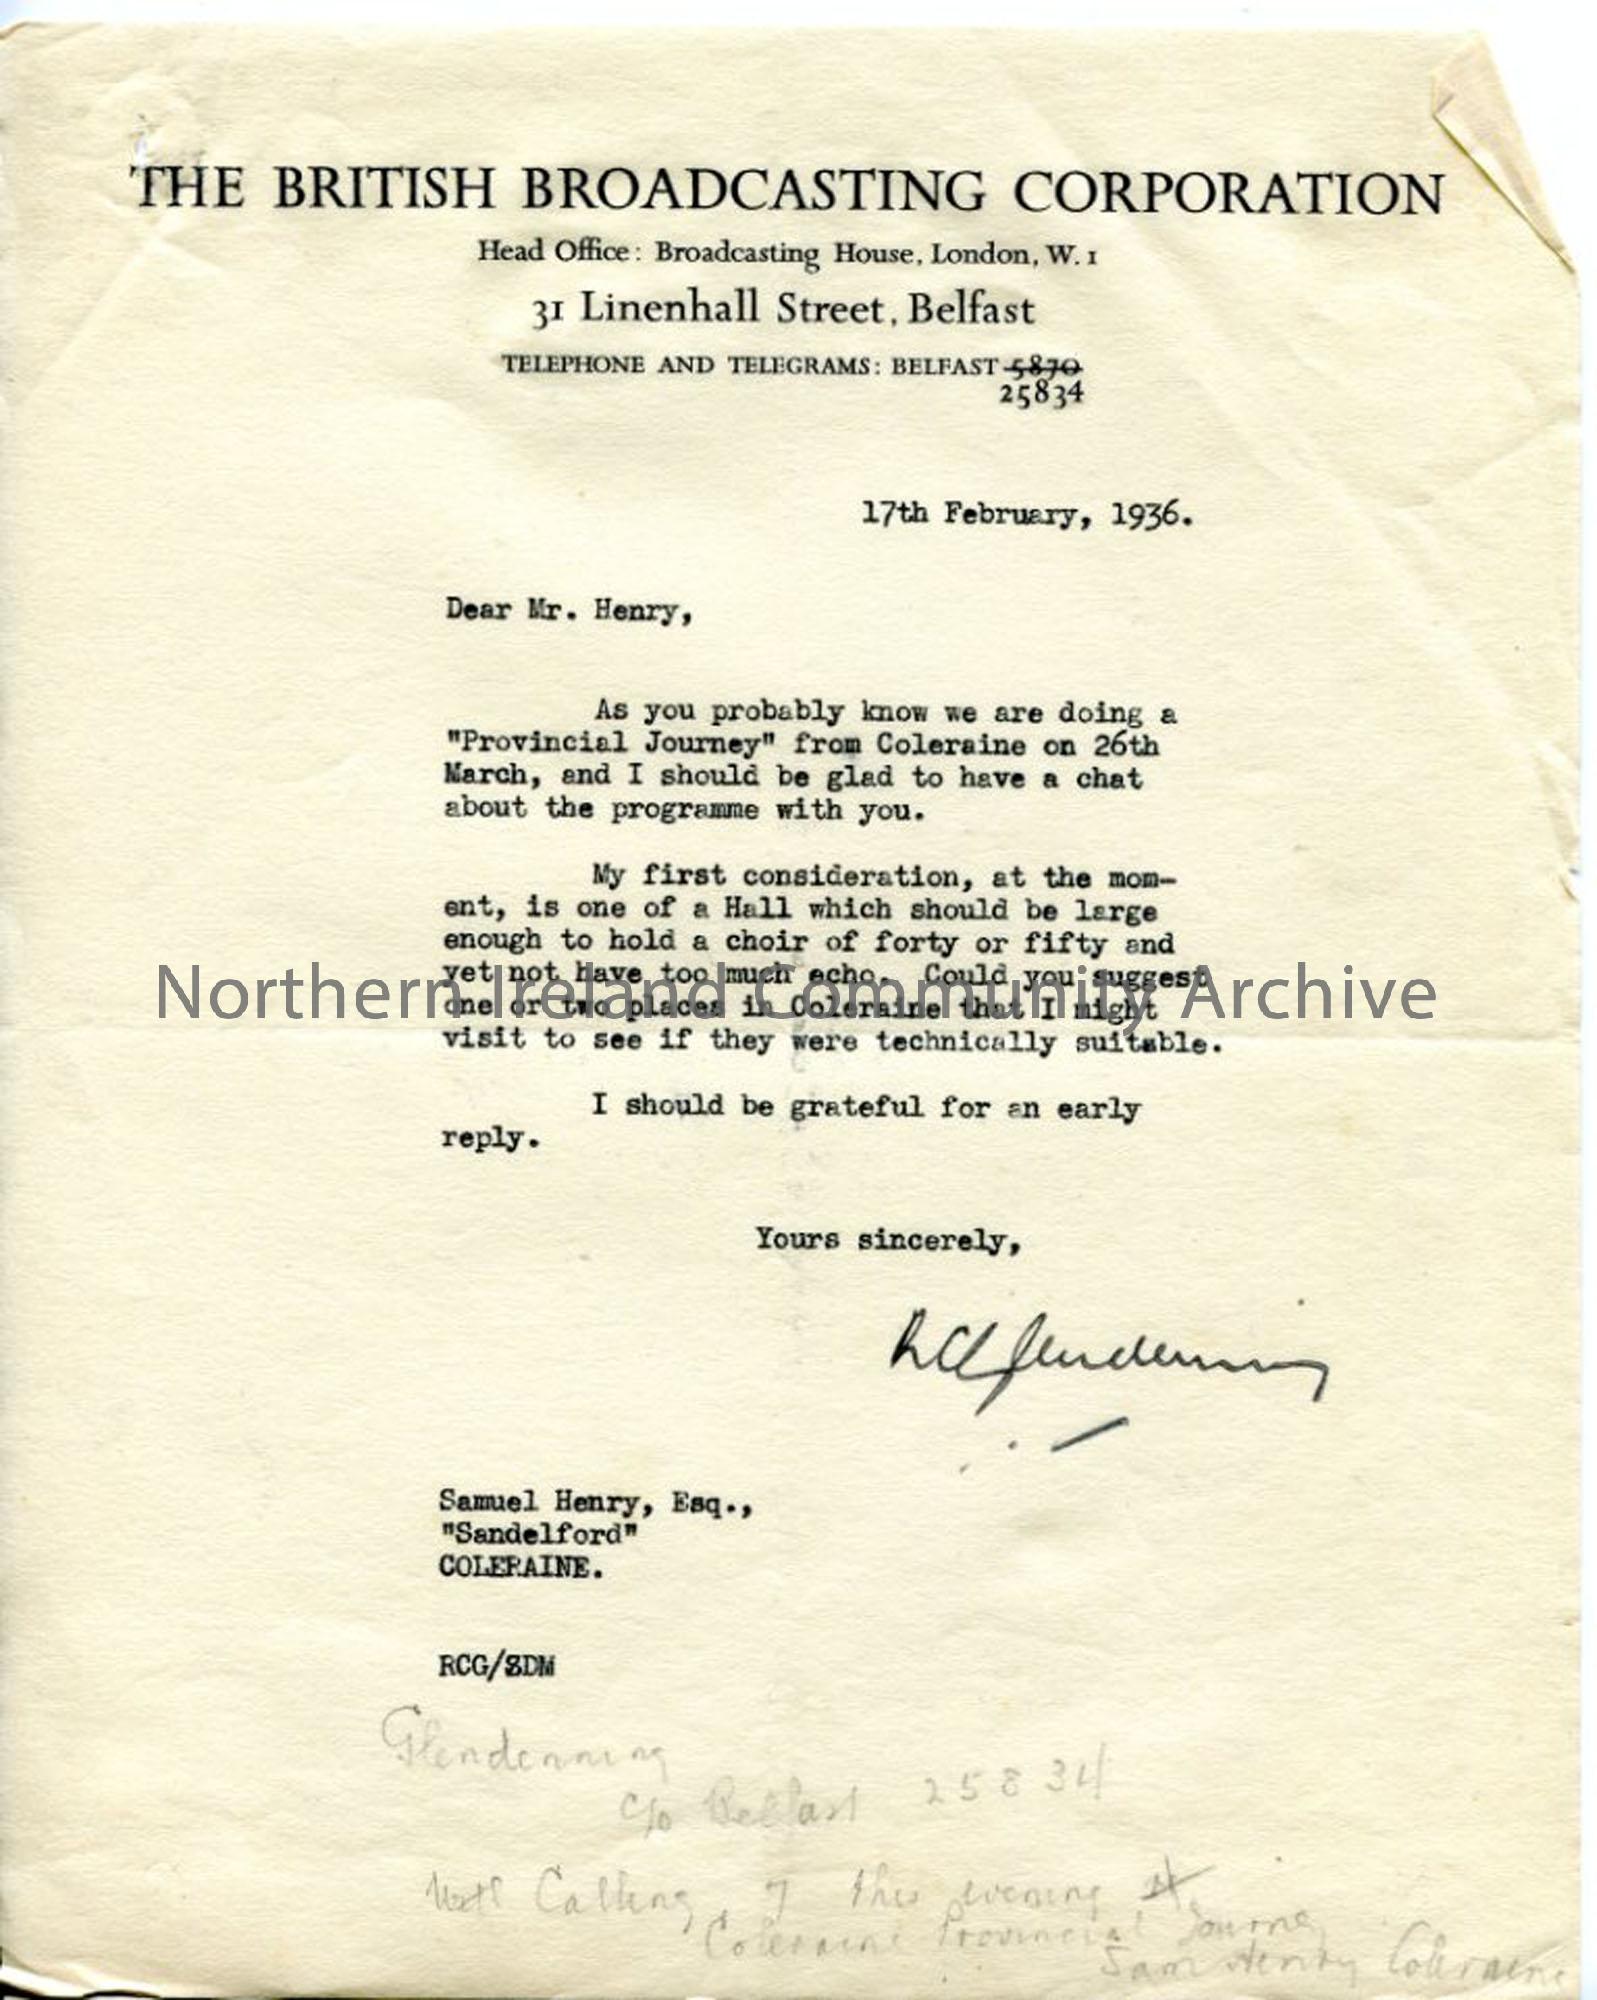 THE BRITISH BROADCASTING CORPORATION
Head Office: Broadcasting House, London, W. 1
31 Linenhall Street, Belfast
TELEPHONE AND TELEGRAMS: BELFAST 5870
25834
17th February, 1936.
Dear Mr. Henry,
As you probably know we are doing a
"Provincial Journey" from Coleraine on 26th
March, and I should be glad to have a chat
about the programme with you.
My first consideration, at the mom-
ent, is one of a Hall which should be large
enough to hold a choir of forty or fifty and
yet not have too much echo. Could you suggest
one or two places in Coleraine that I might
visit to see if they were technically suitable.
Northern Ireland Community Archive
I should be grateful for an early
reply.
Yours sincerely,
RCGlendenning
Samuel Henry, Esq.,
"Sandelford"
COLERAINE.
RCG/SDM
Glendenning
c/o Belfast 25834
Calling 7 this evening
Coleraine Provincial Journey
Sam Henry Coleraine